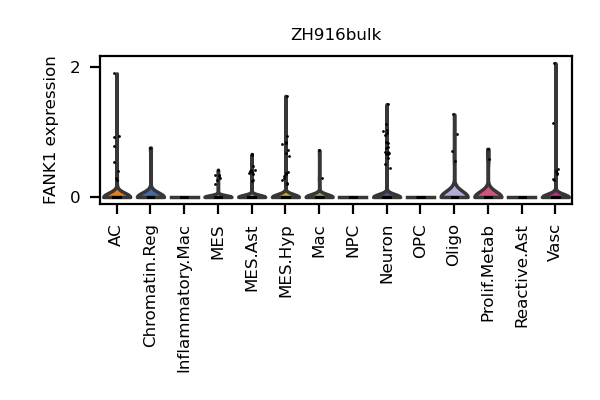 ZH916bulk
FANK1 expression
2
0
AC
Chromatin.Reg
Inflammatory.Mac
MES
MES.Ast
MES.Hyp
Mac
NPC
Neuron
OPC
Oligo
Prolif.Metab
Reactive.Ast
Vasc